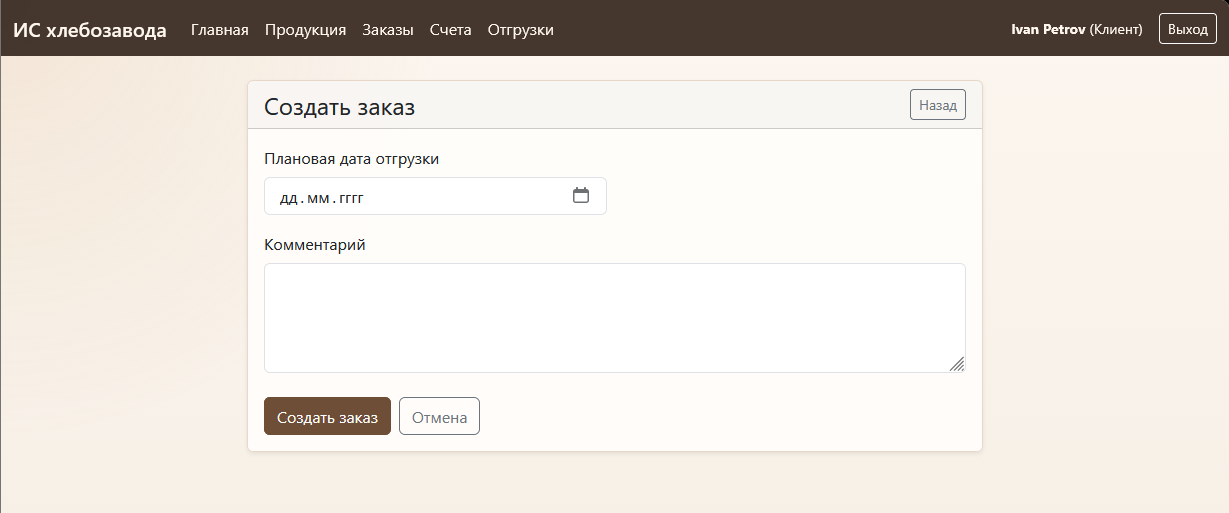 ИС хлебозавода Главная Продукция Заказы Счета Отгрузки Ivan Petrov (Клиент) Выход
Создать заказ Назад
Плановая дата отгрузки
дд.мм.гггг
Комментарий
Создать заказ Отмена